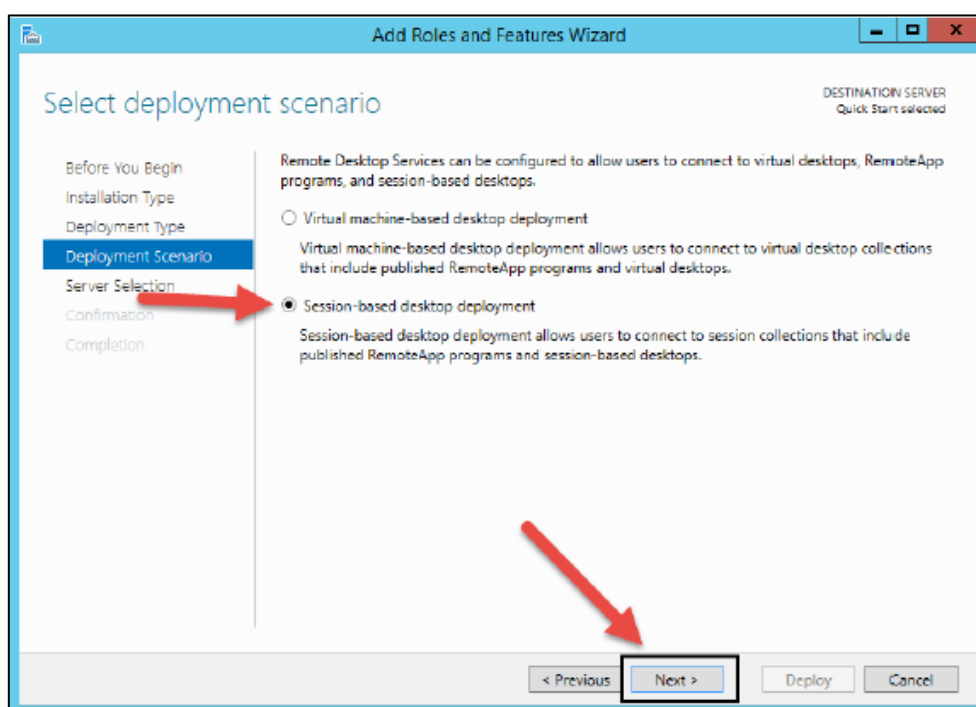 Add Roles and Features Wizard
Select deployment scenario
DESTINATION SERVER
Quick Start selected
Before You Begin
Installation Type
Deployment Type
Deployment Scenario
Server Selection
Confirmation
Completion
Remote Desktop Services can be configured to allow users to connect to virtual desktops, RemoteApp
programs, and session-based desktops.
Virtual machine-based desktop deployment
Virtual machine-based desktop deployment allows users to connect to virtual desktop collections
that include published RemoteApp programs and virtual desktops.
Session-based desktop deployment
Session-based desktop deployment allows users to connect to session collections that include
published RemoteApp programs and session-based desktops.
< Previous
Next >
Deploy
Cancel